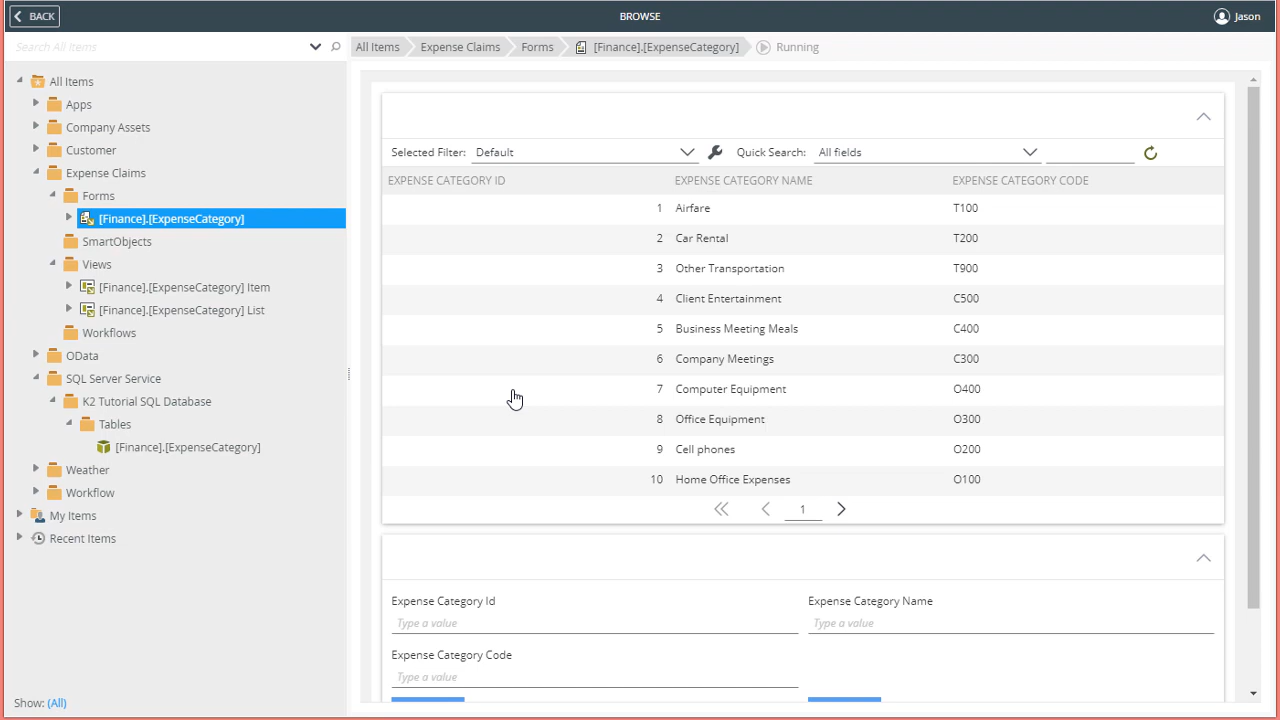 BACK
BROWSE
Jason
Search All Items
All Items
Expense Claims
Forms
[Finance].[ExpenseCategory]
Running
All Items
Apps
Company Assets
Customer
Expense Claims
Forms
[Finance].[ExpenseCategory]
SmartObjects
Views
[Finance].[ExpenseCategory] Item
[Finance].[ExpenseCategory] List
Workflows
OData
SQL Server Service
K2 Tutorial SQL Database
Tables
[Finance].[ExpenseCategory]
Weather
Workflow
My Items
Recent Items
Show: (All)
Selected Filter: Default Quick Search: All fields
EXPENSE CATEGORY ID EXPENSE CATEGORY NAME EXPENSE CATEGORY CODE
1 Airfare T100
2 Car Rental T200
3 Other Transportation T900
4 Client Entertainment C500
5 Business Meeting Meals C400
6 Company Meetings C300
7 Computer Equipment O400
8 Office Equipment O300
9 Cell phones O200
10 Home Office Expenses O100
1
Expense Category Id Expense Category Name
Type a value Type a value
Expense Category Code
Type a value